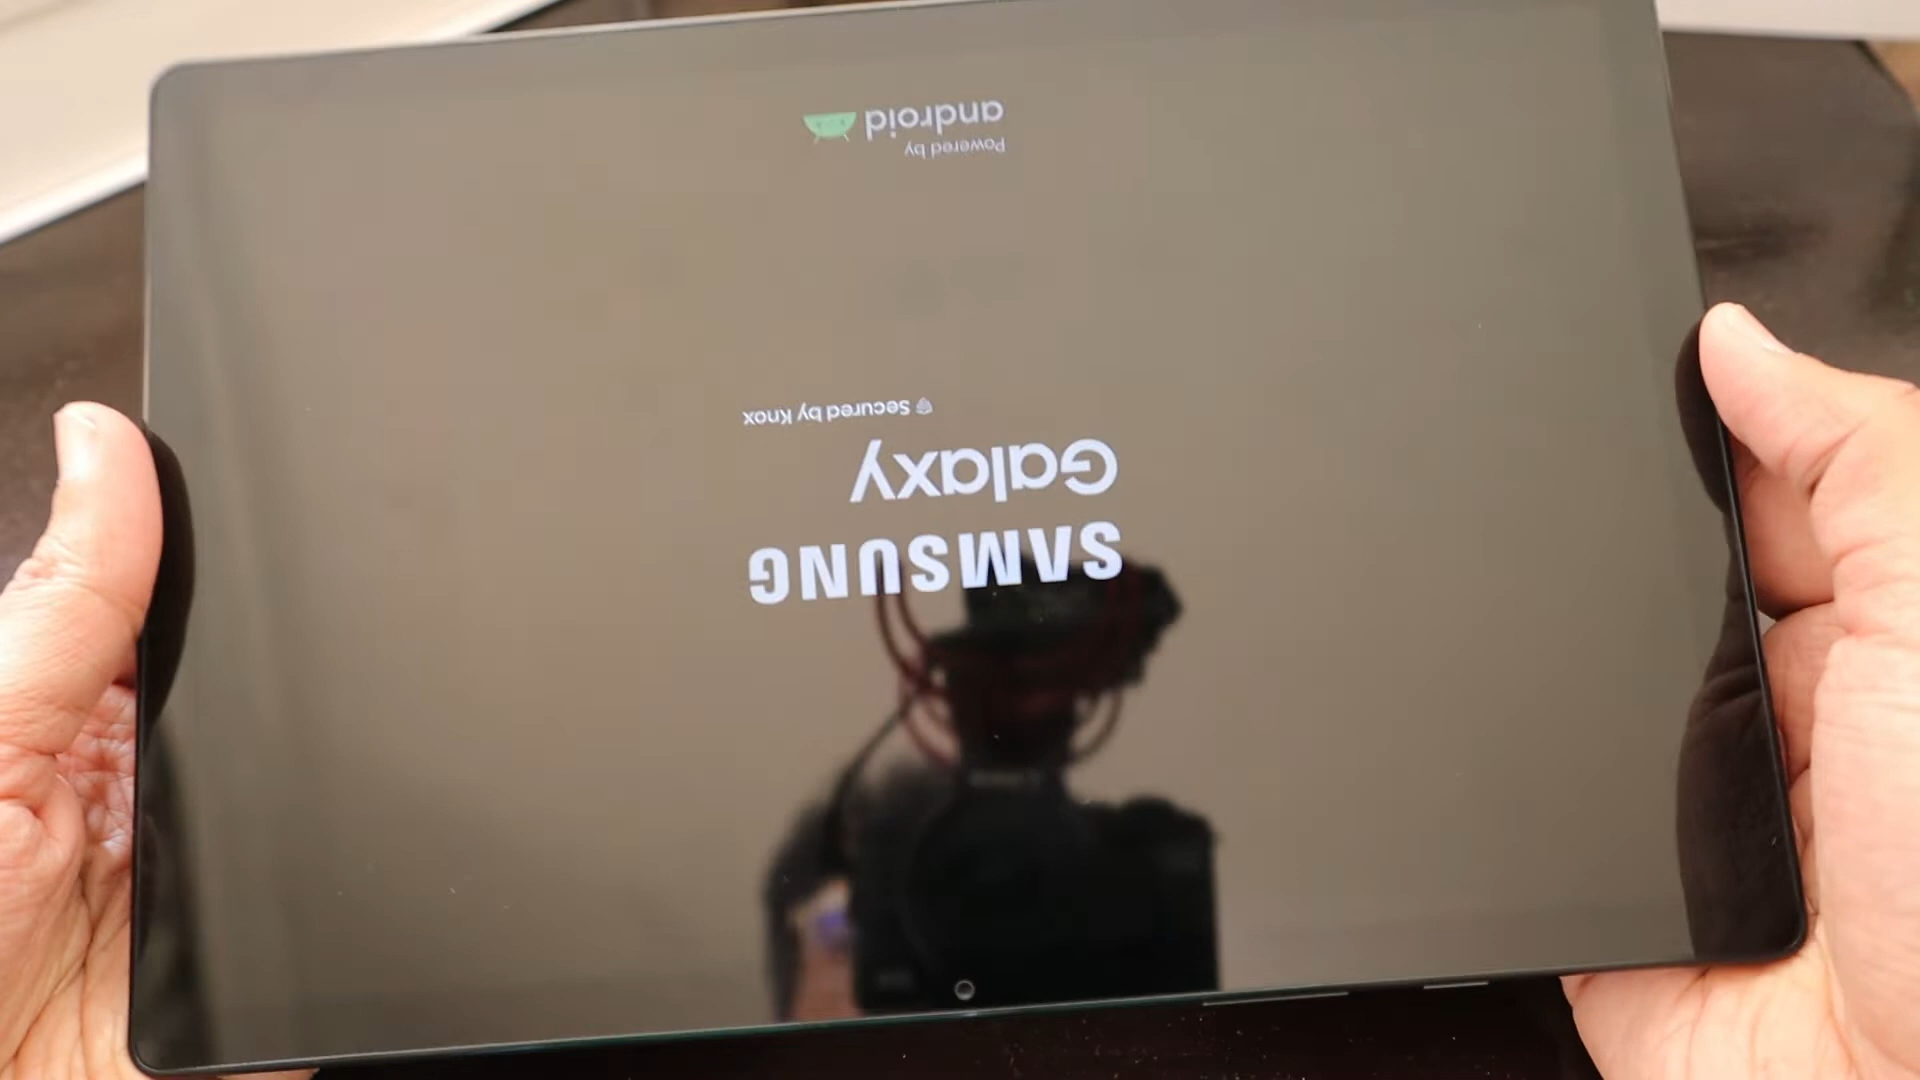 SAMSUNG
Galaxy
Secured by Knox
Powered by
android